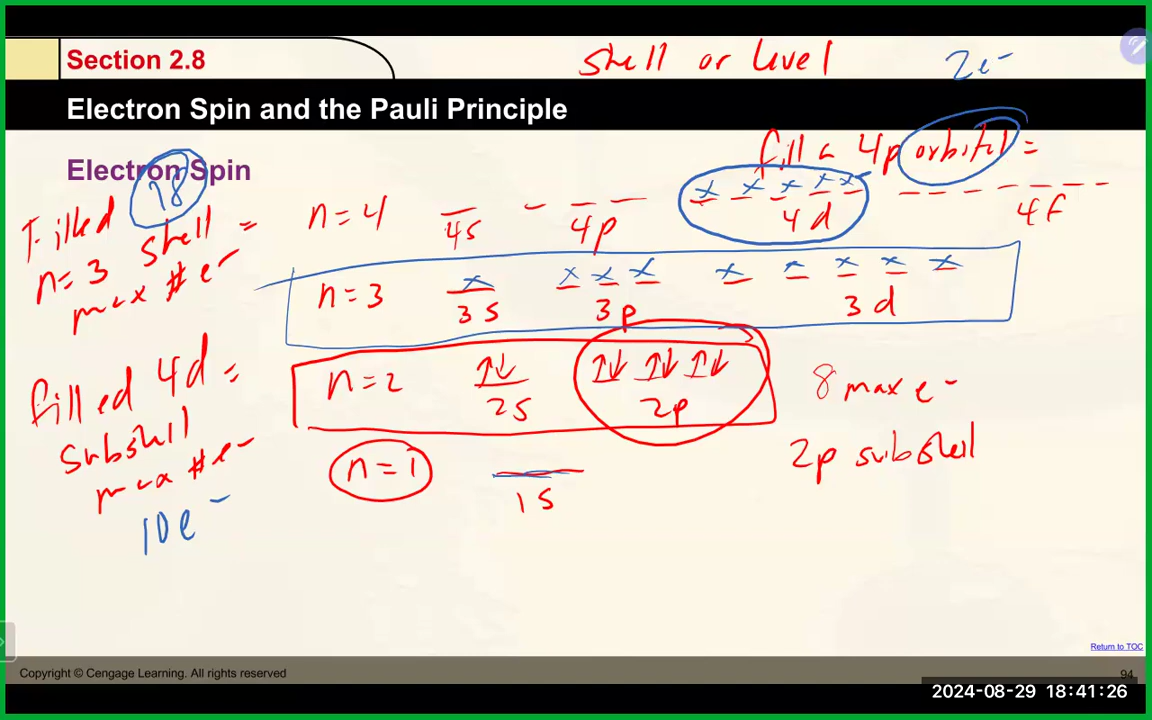 Section 2.8
shell or level
2e-
Electron Spin and the Pauli Principle
Electron Spin
fill a 4p orbital =
18
Filled
n=3 shell =
max # e-
n=4
4s
4p
4d
4f
n=3
3s
3p
3d
n=2
2s
2p
8 max e-
2p subshell
filled 4d =
subshell
max # e-
10e-
n=1
1s
Return to TOC
Copyright © Cengage Learning. All rights reserved
94
2024-08-29 18:41:26